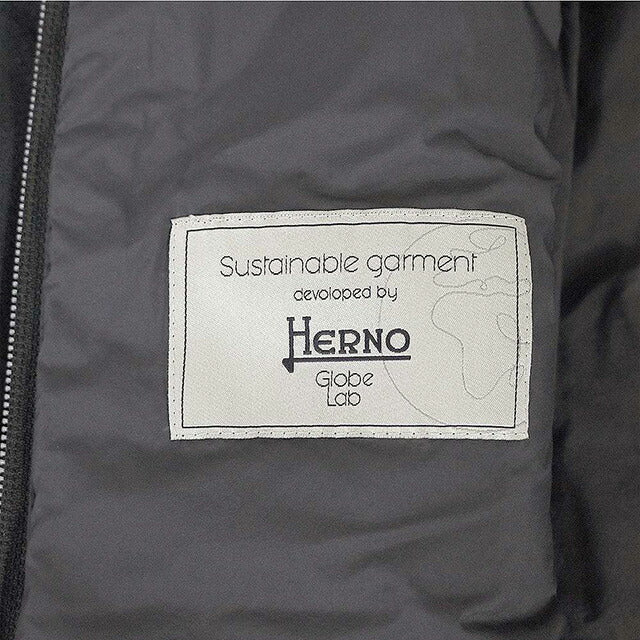 Sustainable garment
devoloped by
HERNO
Globe
Lab